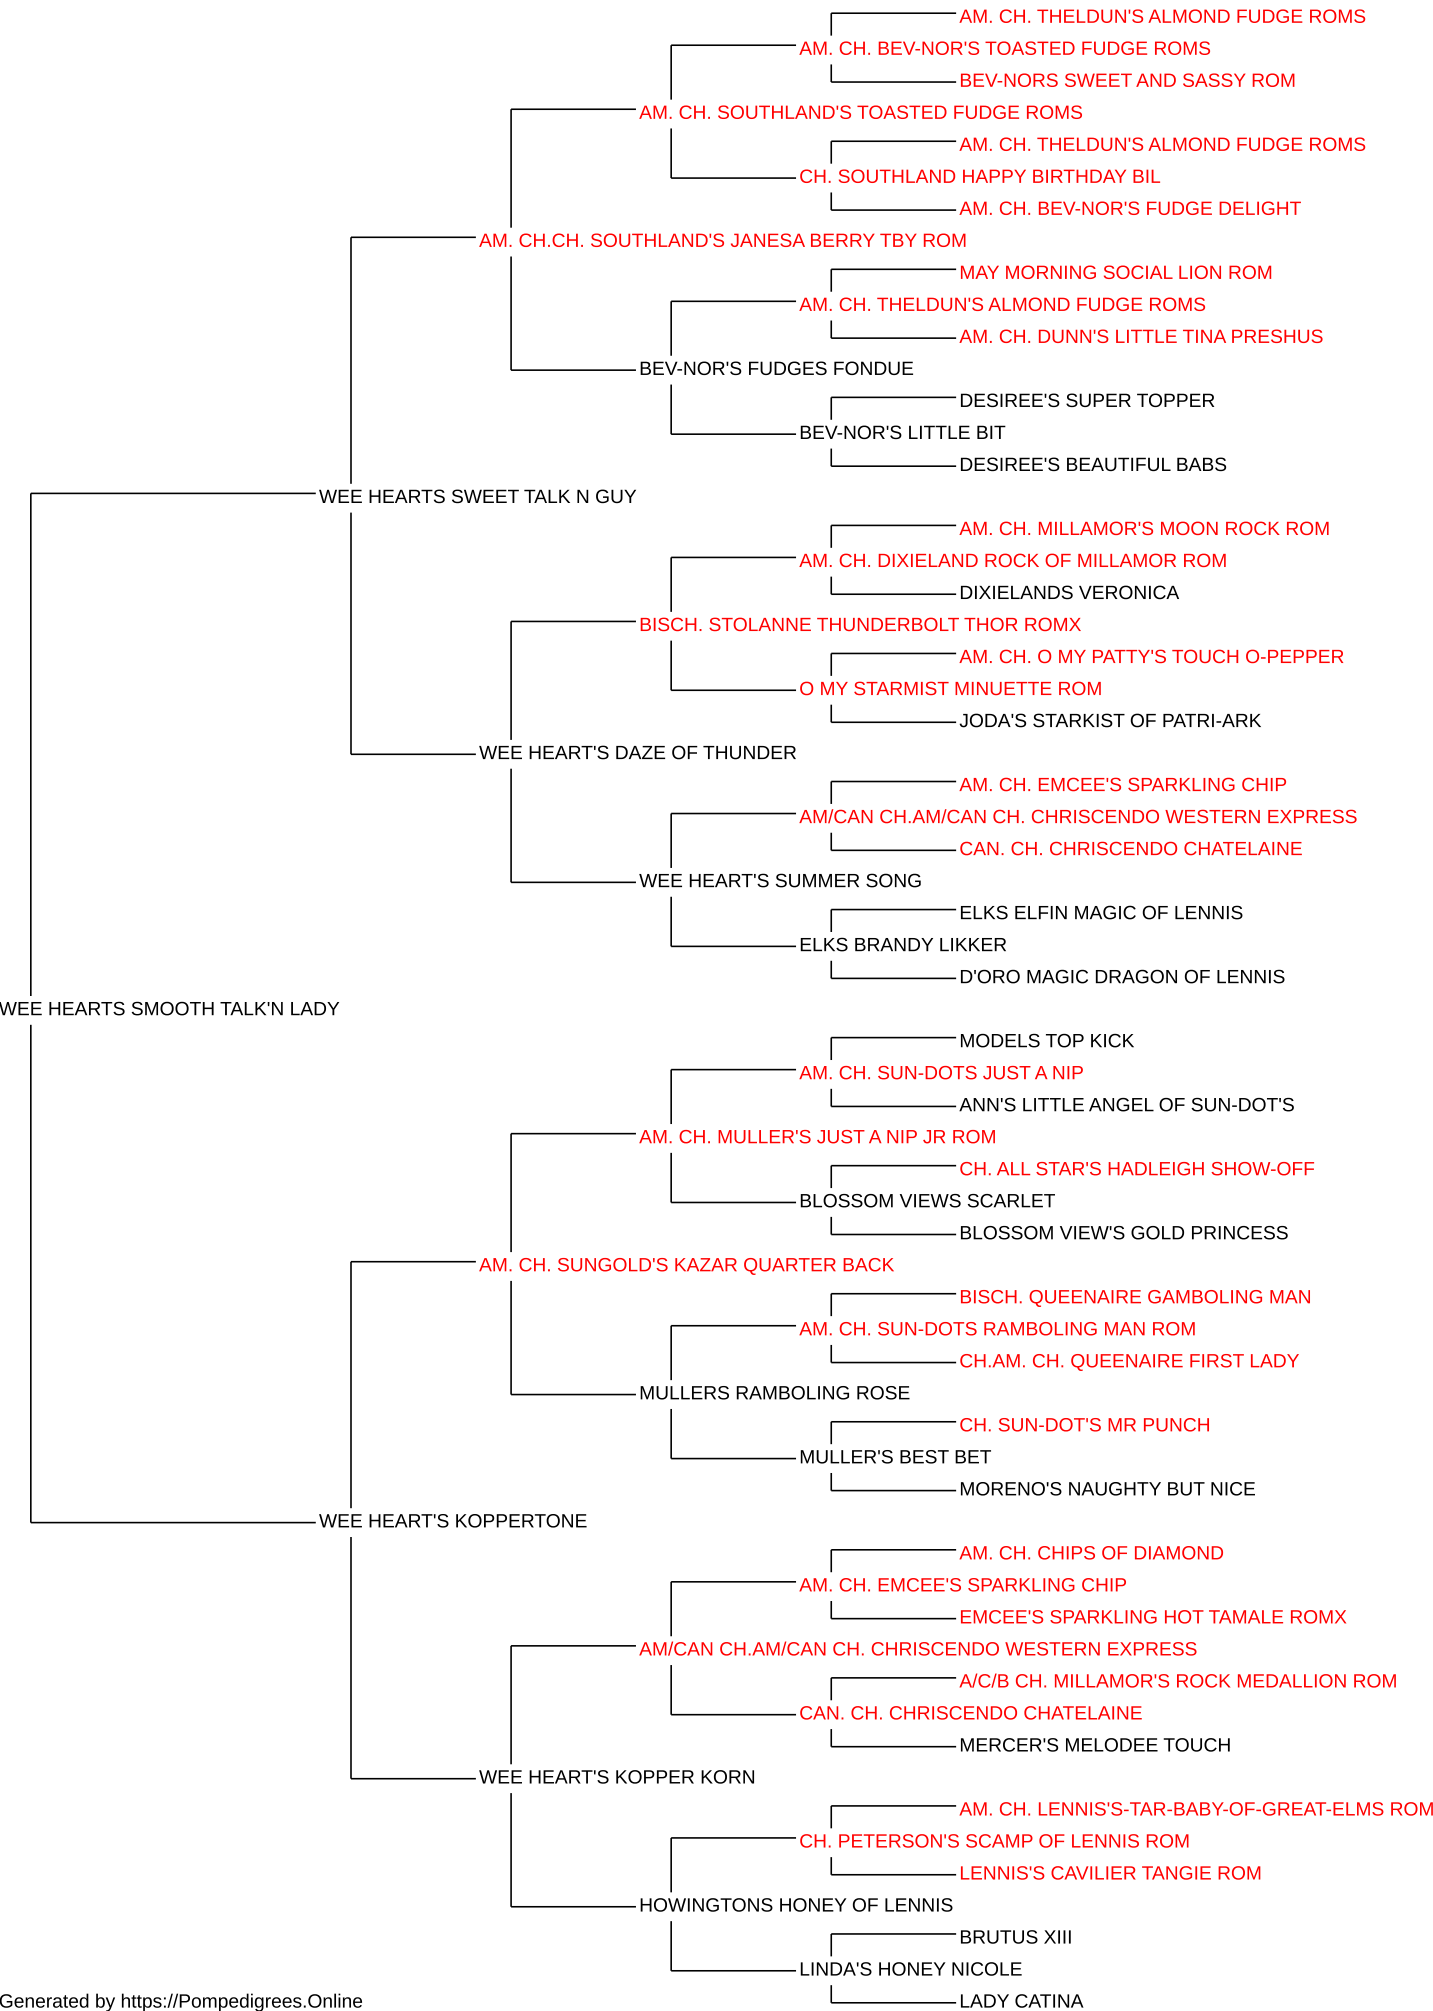 AM. CH. THELDUN'S ALMOND FUDGE ROMS
AM. CH. BEV-NOR'S TOASTED FUDGE ROMS
BEV-NORS SWEET AND SASSY ROM
AM. CH. SOUTHLAND'S TOASTED FUDGE ROMS
AM. CH. THELDUN'S ALMOND FUDGE ROMS
CH. SOUTHLAND HAPPY BIRTHDAY BIL
AM. CH. BEV-NOR'S FUDGE DELIGHT
AM. CH.CH. SOUTHLAND'S JANESA BERRY TBY ROM
MAY MORNING SOCIAL LION ROM
AM. CH. THELDUN'S ALMOND FUDGE ROMS
AM. CH. DUNN'S LITTLE TINA PRESHUS
BEV-NOR'S FUDGES FONDUE
DESIREE'S SUPER TOPPER
BEV-NOR'S LITTLE BIT
DESIREE'S BEAUTIFUL BABS
WEE HEARTS SWEET TALK N GUY
AM. CH. MILLAMOR'S MOON ROCK ROM
AM. CH. DIXIELAND ROCK OF MILLAMOR ROM
DIXIELANDS VERONICA
BISCH. STOLANNE THUNDERBOLT THOR ROMX
AM. CH. O MY PATTY'S TOUCH O-PEPPER
O MY STARMIST MINUETTE ROM
JODA'S STARKIST OF PATRI-ARK
WEE HEART'S DAZE OF THUNDER
AM. CH. EMCEE'S SPARKLING CHIP
AM/CAN CH.AM/CAN CH. CHRISCENDO WESTERN EXPRESS
CAN. CH. CHRISCENDO CHATELAINE
WEE HEART'S SUMMER SONG
ELKS ELFIN MAGIC OF LENNIS
ELKS BRANDY LIKKER
D'ORO MAGIC DRAGON OF LENNIS
WEE HEARTS SMOOTH TALK'N LADY
MODELS TOP KICK
AM. CH. SUN-DOTS JUST A NIP
ANN'S LITTLE ANGEL OF SUN-DOT'S
AM. CH. MULLER'S JUST A NIP JR ROM
CH. ALL STAR'S HADLEIGH SHOW-OFF
BLOSSOM VIEWS SCARLET
BLOSSOM VIEW'S GOLD PRINCESS
AM. CH. SUNGOLD'S KAZAR QUARTER BACK
BISCH. QUEENAIRE GAMBOLING MAN
AM. CH. SUN-DOTS RAMBOLING MAN ROM
CH.AM. CH. QUEENAIRE FIRST LADY
MULLERS RAMBOLING ROSE
CH. SUN-DOT'S MR PUNCH
MULLER'S BEST BET
MORENO'S NAUGHTY BUT NICE
WEE HEART'S KOPPERTONE
AM. CH. CHIPS OF DIAMOND
AM. CH. EMCEE'S SPARKLING CHIP
EMCEE'S SPARKLING HOT TAMALE ROMX
AM/CAN CH.AM/CAN CH. CHRISCENDO WESTERN EXPRESS
A/C/B CH. MILLAMOR'S ROCK MEDALLION ROM
CAN. CH. CHRISCENDO CHATELAINE
MERCER'S MELODEE TOUCH
WEE HEART'S KOPPER KORN
AM. CH. LENNIS'S-TAR-BABY-OF-GREAT-ELMS ROM
CH. PETERSON'S SCAMP OF LENNIS ROM
LENNIS'S CAVILIER TANGIE ROM
HOWINGTONS HONEY OF LENNIS
BRUTUS XIII
LINDA'S HONEY NICOLE
LADY CATINA
Generated by https://Pompedigrees.Online